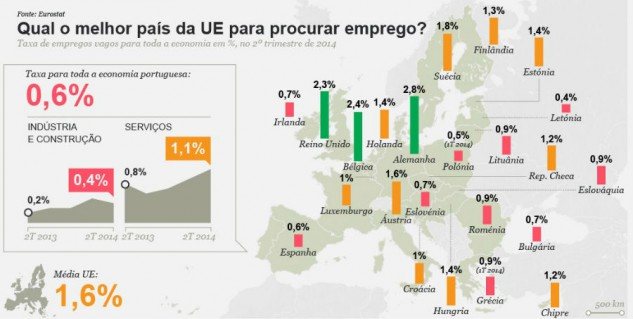 Fonte: Eurostat
Qual o melhor país da UE para procurar emprego?
Taxa de empregos vagos para toda a economia em %, no 2º trimestre de 2014
Taxa para toda a economia portuguesa:
0,6%
INDÚSTRIA
E CONSTRUÇÃO
0,2%
0,4%
2T 2013
2T 2014
SERVIÇOS
0,8%
1,1%
2T 2013
2T 2014
Média UE:
1,6%
1,8%
Suécia
1,3%
Finlândia
1,4%
Estónia
0,7%
Irlanda
2,3%
Reino Unido
2,4%
Bélgica
1,4%
Holanda
2,8%
Alemanha
0,4%
Letónia
0,5%
(1T 2014)
Polónia
0,9%
Lituânia
1,2%
Rep. Checa
0,9%
Eslováquia
1%
Luxemburgo
1,6%
Áustria
0,7%
Eslovénia
0,9%
Roménia
0,7%
Bulgária
0,6%
Espanha
1%
Croácia
1,4%
Hungria
0,9%
(1T 2014)
Grécia
1,2%
Chipre
500 km